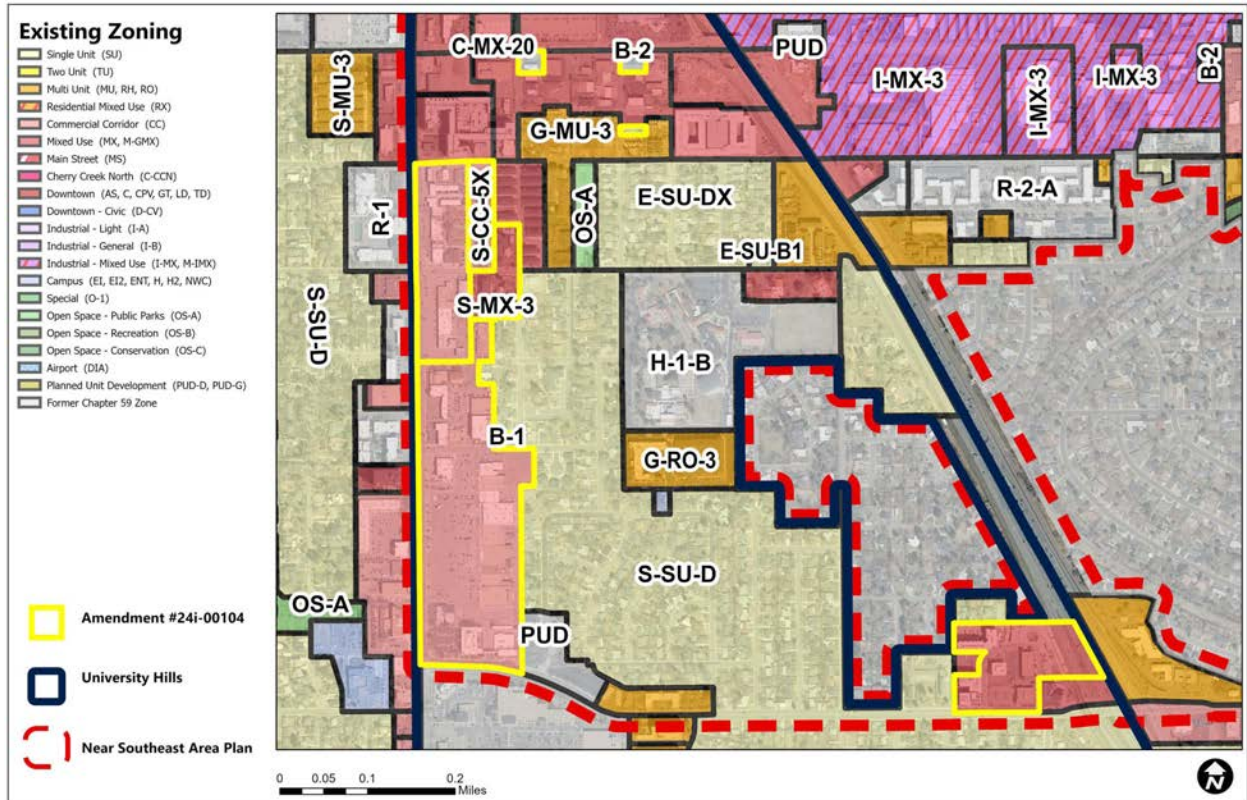 Existing Zoning
Single Unit (SU)
Two Unit (TU)
Multi Unit (MU, RH, RO)
Residential Mixed Use (RX)
Commercial Corridor (CC)
Mixed Use (MX, M-GMX)
Main Street (MS)
Cherry Creek North (C-CCN)
Downtown (AS, C, CPV, GT, LD, TD)
Downtown - Civic (D-CV)
Industrial - Light (I-A)
Industrial - General (I-B)
Industrial - Mixed Use (I-MX, M-IMX)
Campus (EI, EI2, ENT, H, H2, NWC)
Special (O-1)
Open Space - Public Parks (OS-A)
Open Space - Recreation (OS-B)
Open Space - Conservation (OS-C)
Airport (DIA)
Planned Unit Development (PUD-D, PUD-G)
Former Chapter 59 Zone
Amendment #24i-00104
University Hills
Near Southeast Area Plan
C-MX-20
B-2
PUD
I-MX-3
I-MX-3
I-MX-3
B-2
S-MU-3
G-MU-3
R-1
S-CC-5X
OS-A
E-SU-DX
R-2-A
E-SU-B1
S-SU-D
S-MX-3
H-1-B
B-1
G-RO-3
S-SU-D
OS-A
PUD
0 0.05 0.1 0.2
Miles
N